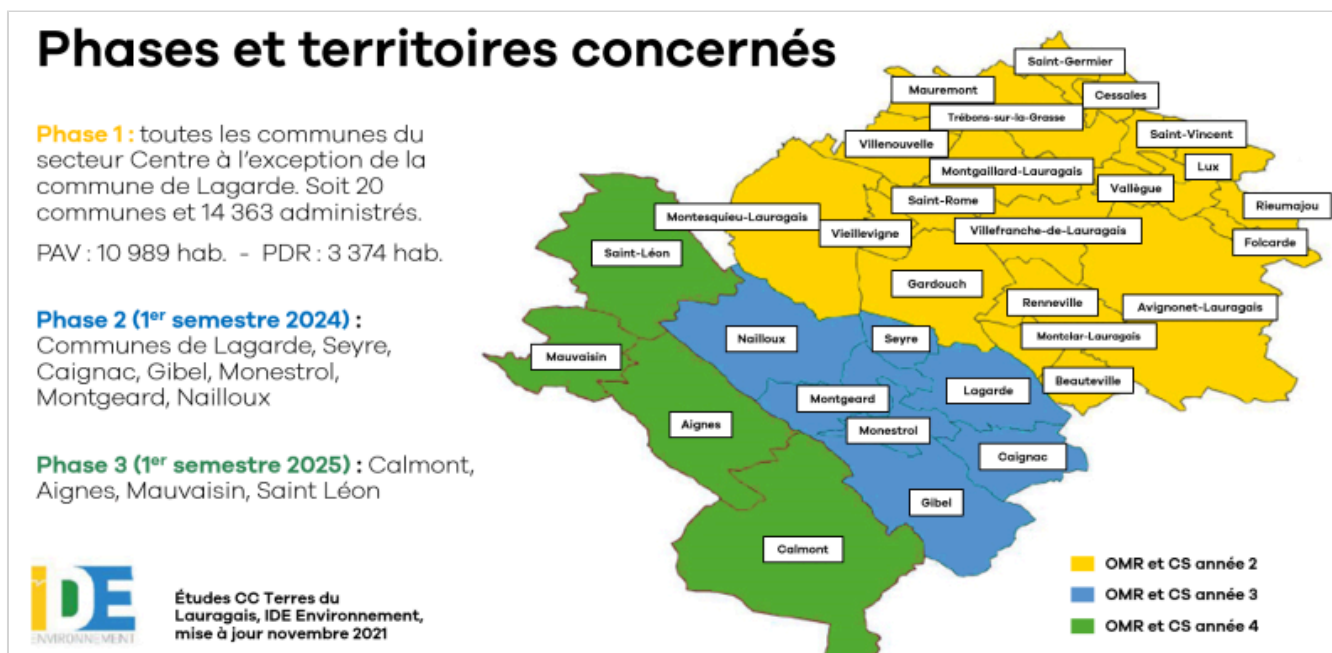 Phases et territoires concernés
Phase 1 : toutes les communes du
secteur Centre à l'exception de la
commune de Lagarde. Soit 20
communes et 14 363 administrés.
PAV : 10 989 hab. - PDR : 3 374 hab.
Phase 2 (1er semestre 2024) :
Communes de Lagarde, Seyre,
Caignac, Gibel, Monestrol,
Montgeard, Nailloux
Phase 3 (1er semestre 2025) : Calmont,
Aignes, Mauvaisin, Saint Léon
iDE
ENVIRONNEMENT
Études CC Terres du
Lauragais, IDE Environnement,
mise à jour novembre 2021
Saint-Germier
Mauremont
Cessales
Trébons-sur-la-Grasse
Saint-Vincent
Villenouvelle
Lux
Montgaillard-Lauragais
Vallègue
Saint-Rome
Rieumajou
Montesquieu-Lauragais
Vieillevigne
Villefranche-de-Lauragais
Folcarde
Saint-Léon
Gardouch
Renneville
Avignonet-Lauragais
Nailloux
Seyre
Montclar-Lauragais
Mauvaisin
Beauteville
Lagarde
Montgeard
Aignes
Monestrol
Caignac
Gibel
Calmont
OMR et CS année 2
OMR et CS année 3
OMR et CS année 4